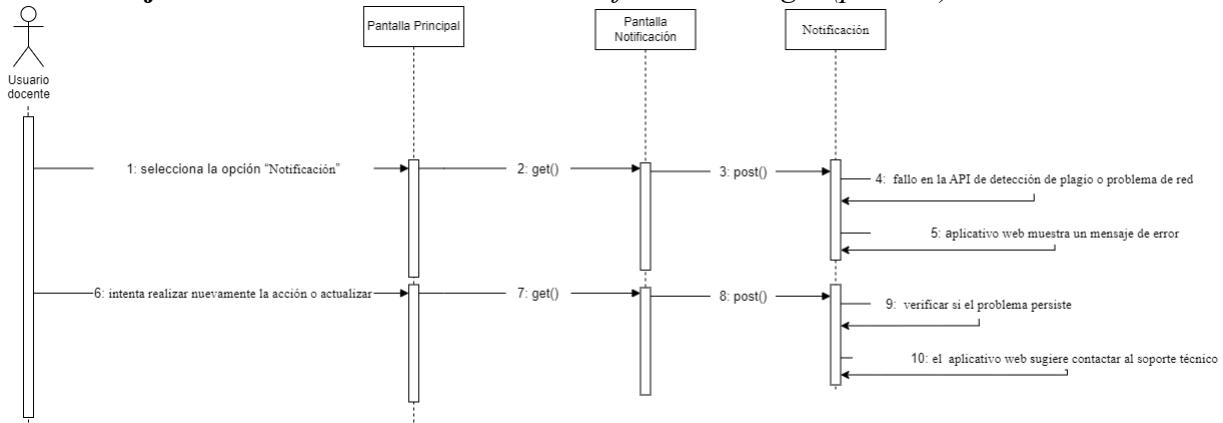 Usuario
docente
Pantalla Principal
Pantalla
Notificación
Notificación
1: selecciona la opción “Notificación”
2: get()
3: post()
4: fallo en la API de detección de plagio o problema de red
5: aplicativo web muestra un mensaje de error
6: intenta realizar nuevamente la acción o actualizar
7: get()
8: post()
9: verificar si el problema persiste
10: el aplicativo web sugiere contactar al soporte técnico